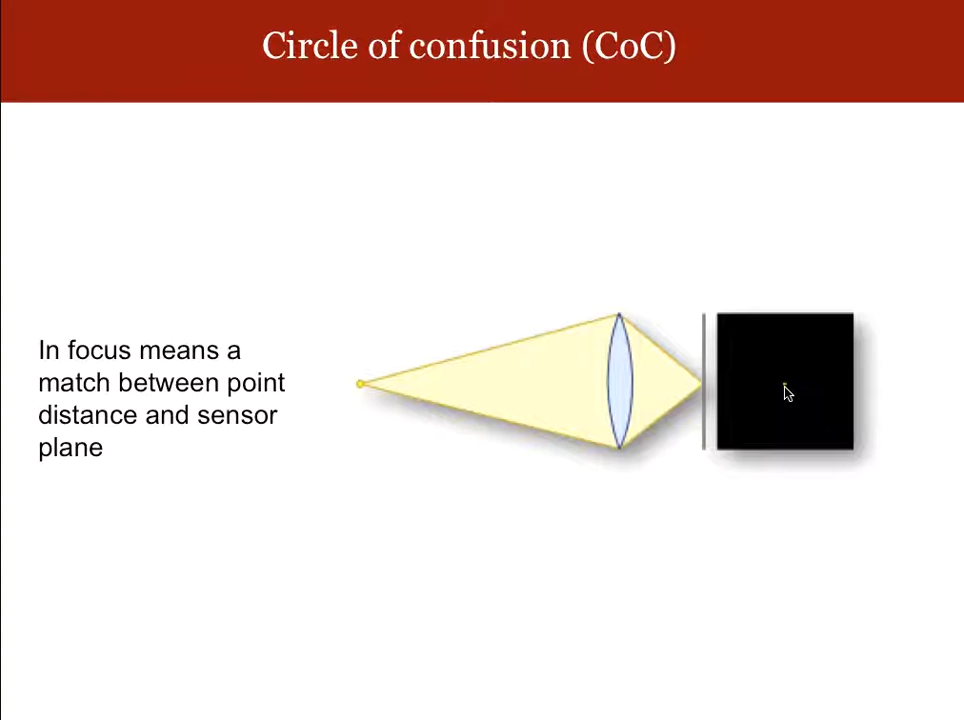 Circle of confusion (CoC)
In focus means a
match between point
distance and sensor
plane